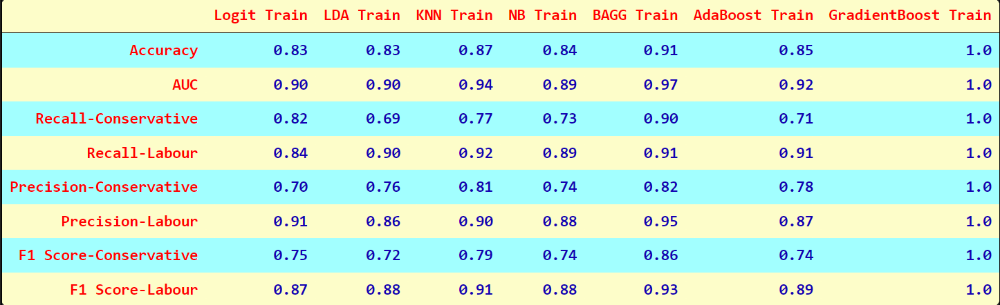 Logit Train LDA Train KNN Train NB Train BAGG Train AdaBoost Train GradientBoost Train
Accuracy 0.83 0.83 0.87 0.84 0.91 0.85 1.0
AUC 0.90 0.90 0.94 0.89 0.97 0.92 1.0
Recall-Conservative 0.82 0.69 0.77 0.73 0.90 0.71 1.0
Recall-Labour 0.84 0.90 0.92 0.89 0.91 0.91 1.0
Precision-Conservative 0.70 0.76 0.81 0.74 0.82 0.78 1.0
Precision-Labour 0.91 0.86 0.90 0.88 0.95 0.87 1.0
F1 Score-Conservative 0.75 0.72 0.79 0.74 0.86 0.74 1.0
F1 Score-Labour 0.87 0.88 0.91 0.88 0.93 0.89 1.0